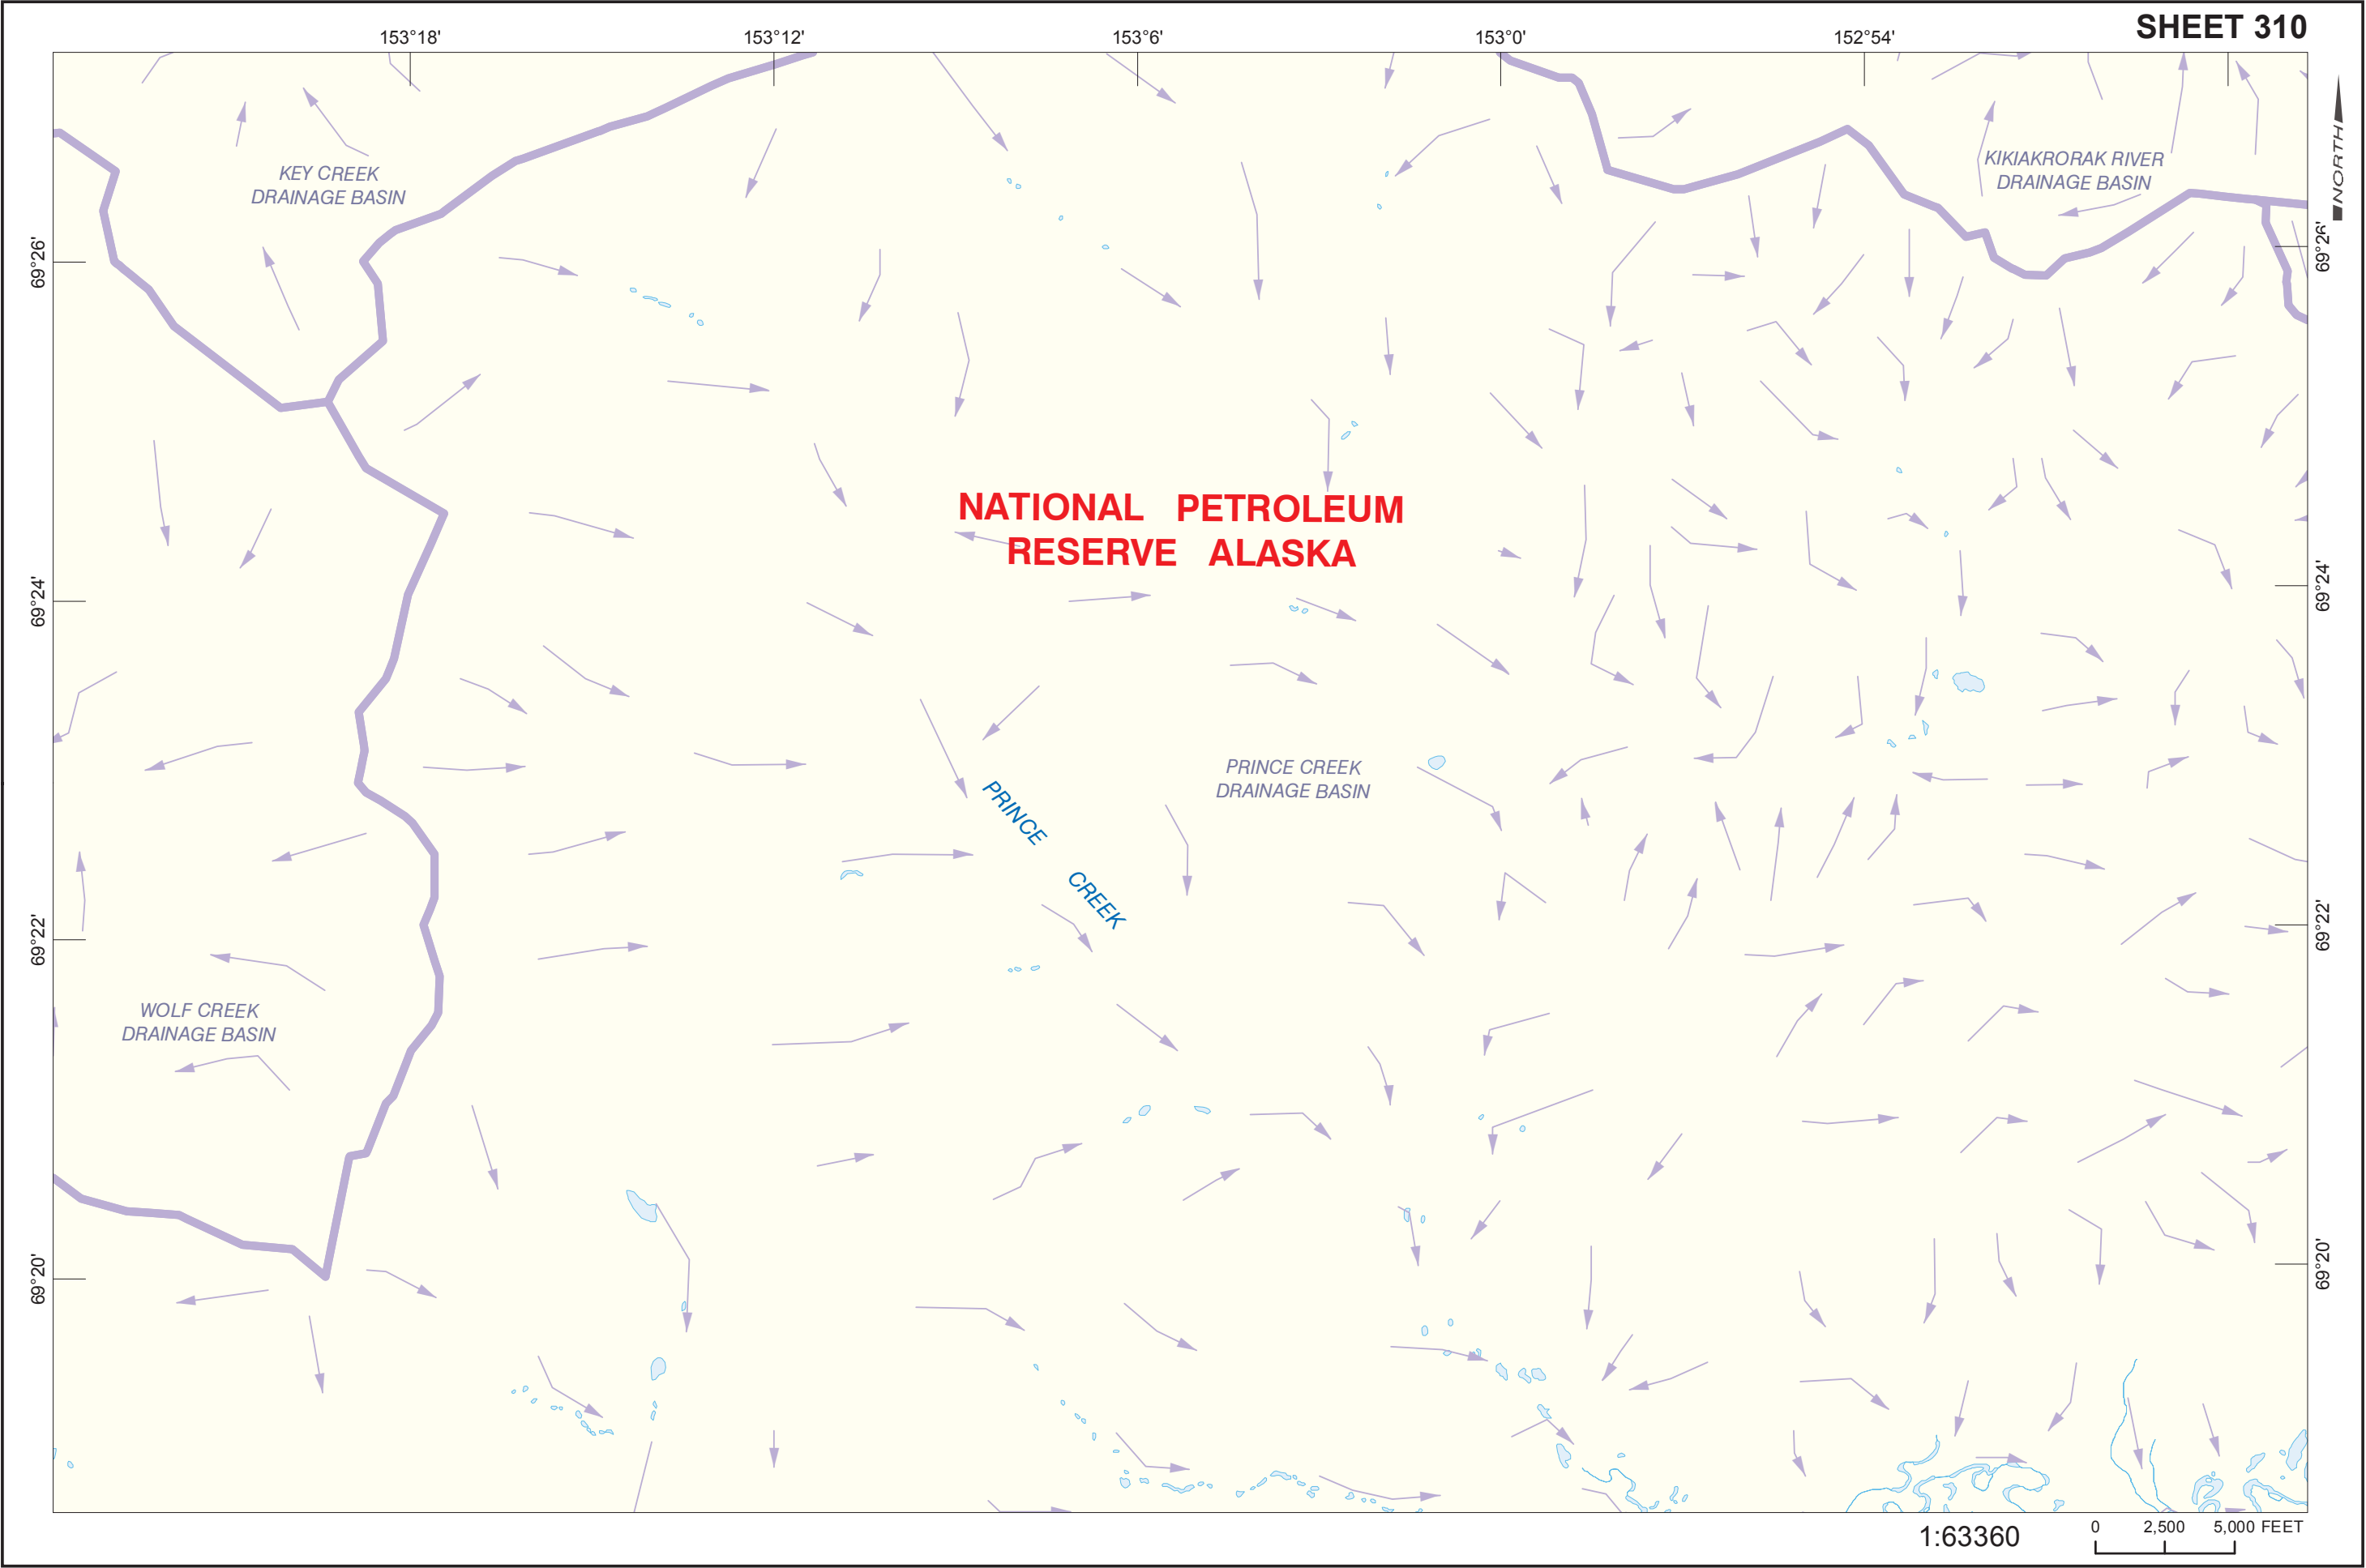 SHEET 310
153°18'
153°12'
153°6'
153°0'
152°54'
NORTH
KEY CREEK
DRAINAGE BASIN
KIKIAKRORAK RIVER
DRAINAGE BASIN
69°26'
69°26'
NATIONAL PETROLEUM
RESERVE ALASKA
69°24'
69°24'
PRINCE CREEK
DRAINAGE BASIN
PRINCE CREEK
69°22'
69°22'
WOLF CREEK
DRAINAGE BASIN
69°20'
69°20'
1:63360
0 2,500 5,000 FEET